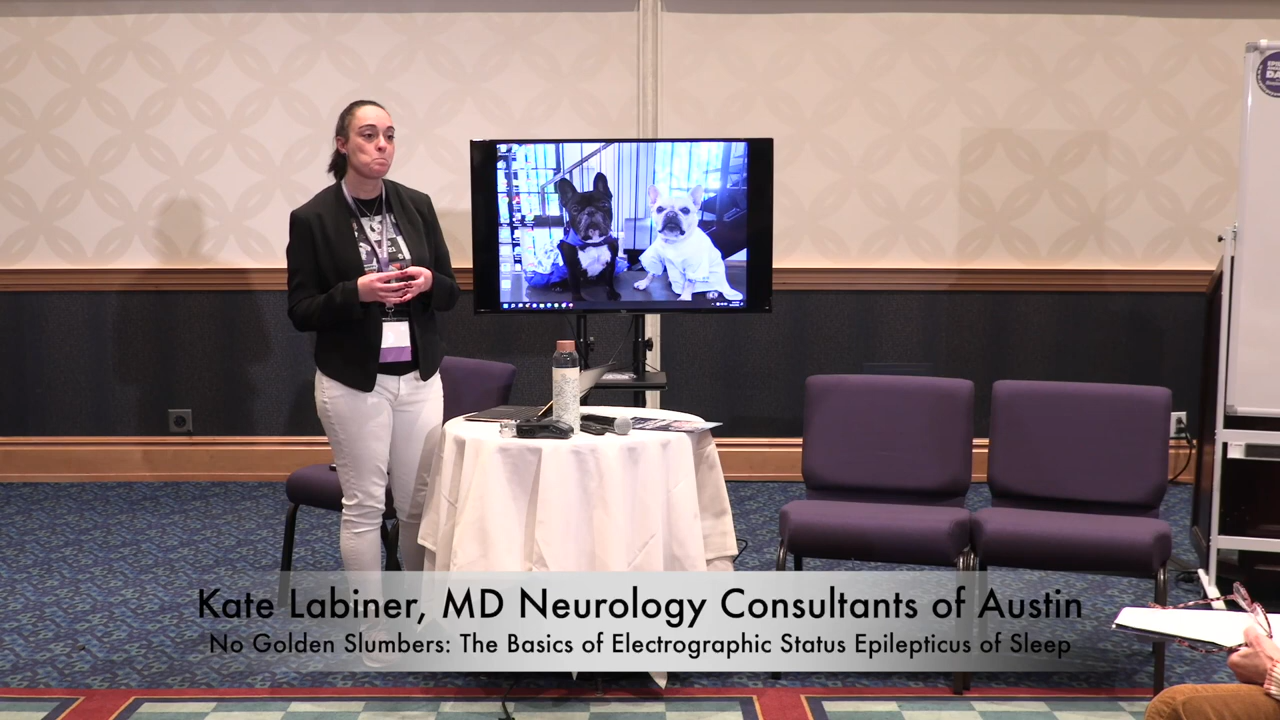 Kate Labiner, MD Neurology Consultants of Austin
No Golden Slumbers: The Basics of Electrographic Status Epilepticus of Sleep